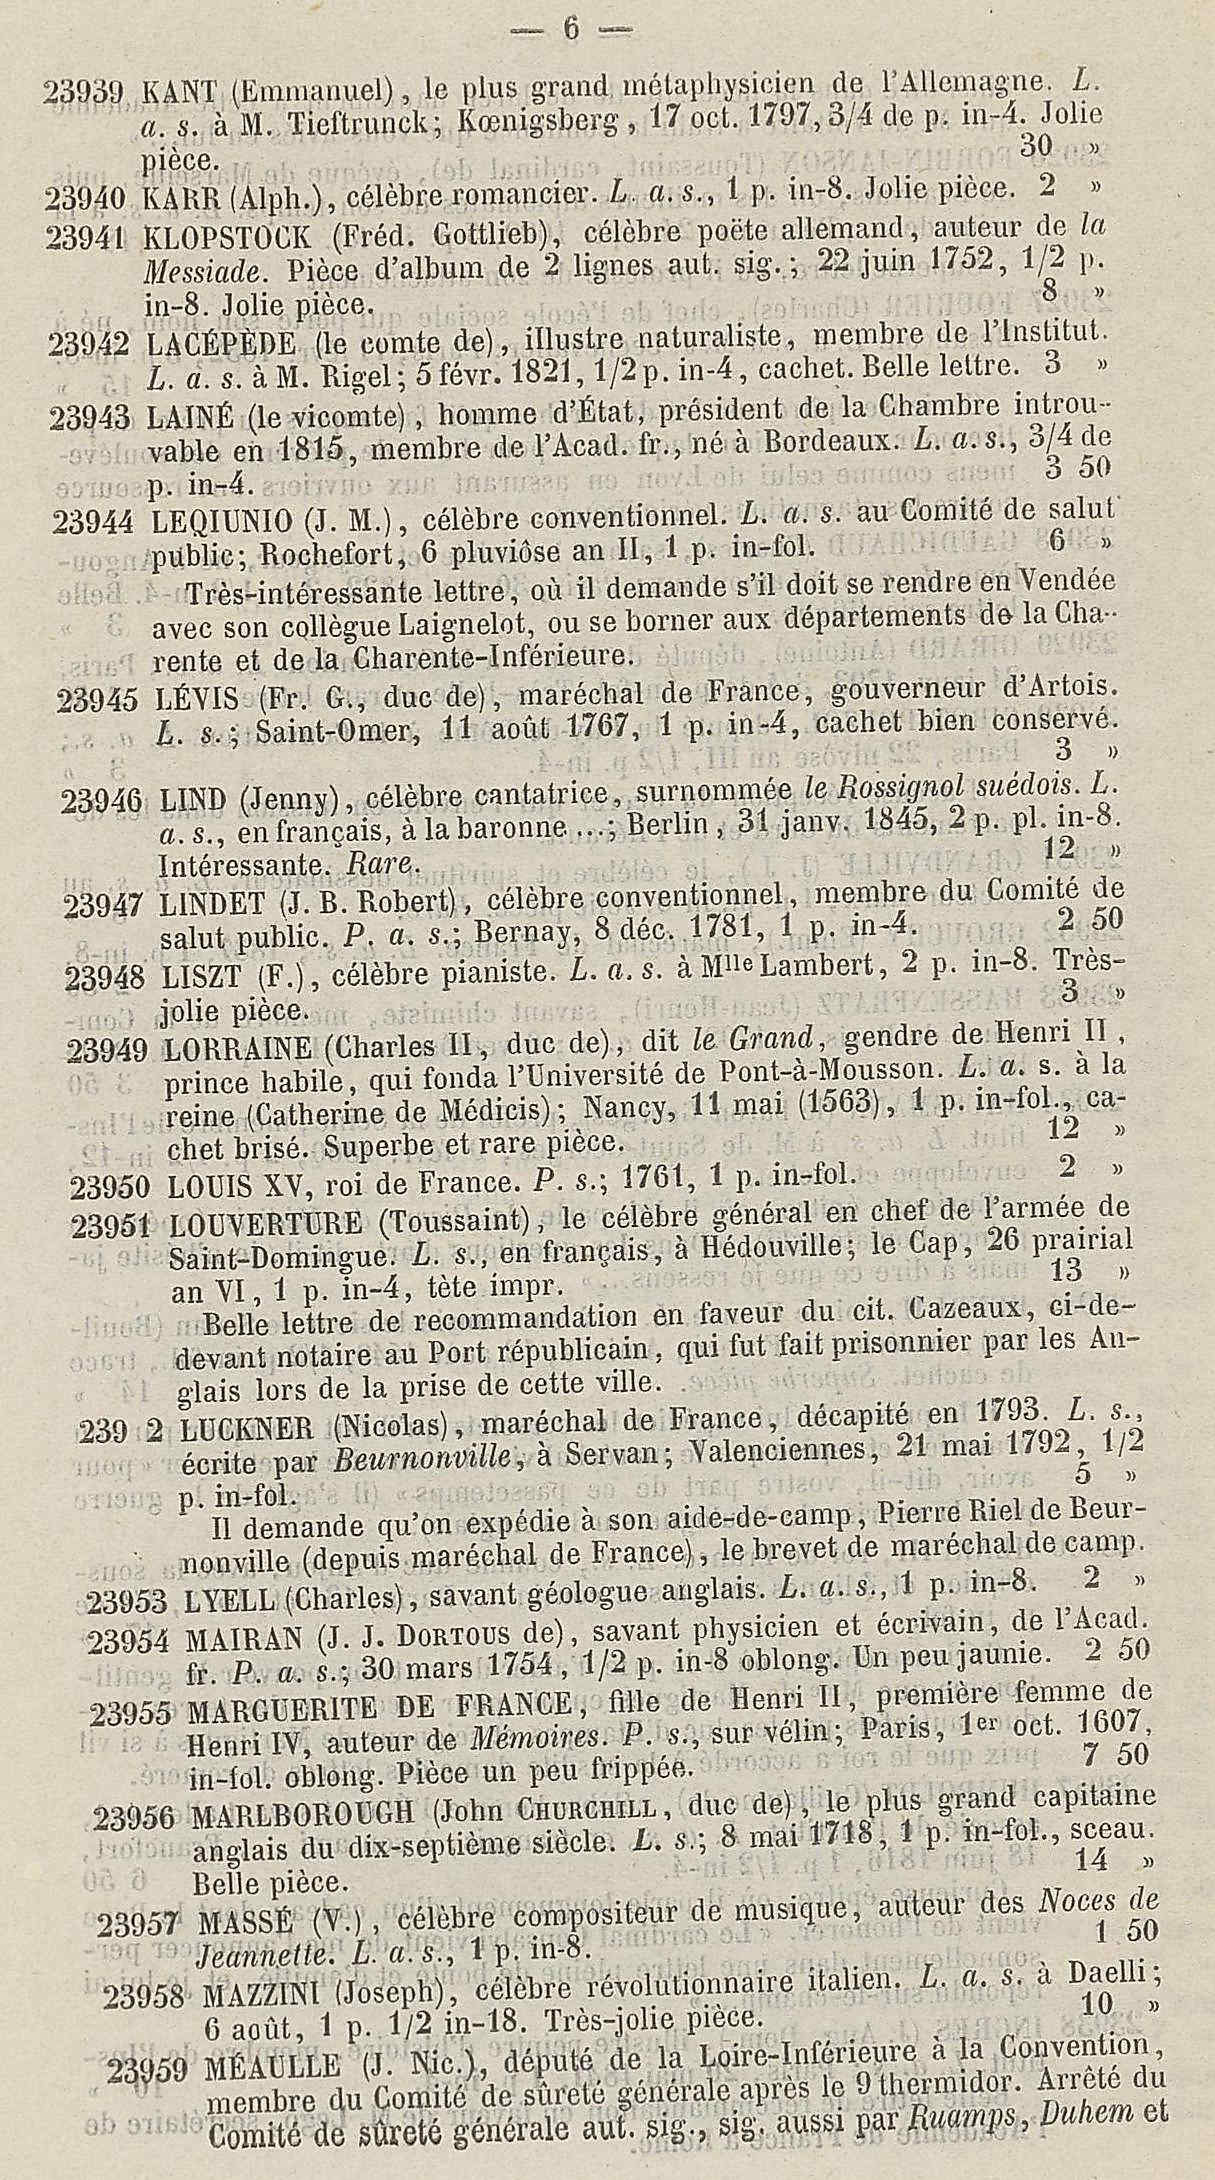 — 6 —
23939 KANT (Emmanuel), le plus grand métaphysicien de l'Allemagne. L.
a. s. à M. Tieftrunck; Kœnigsberg, 17 oct. 1797, 3/4 de p. in-4. Jolie
pièce. 30 »
23940 KARR (Alph.), célèbre romancier. L. a. s., 1 p. in-8. Jolie pièce. 2 »
23941 KLOPSTOCK (Fréd. Gottlieb), célèbre poëte allemand, auteur de la
Messiade. Pièce d'album de 2 lignes aut. sig.; 22 juin 1752, 1/2 p.
in-8. Jolie pièce. 8 »
23942 LACÉPÈDE (le comte de), illustre naturaliste, membre de l'Institut.
L. a. s. à M. Rigel; 5 févr. 1821, 1/2 p. in-4, cachet. Belle lettre. 3 »
23943 LAINÉ (le vicomte), homme d'État, président de la Chambre introu-
vable en 1815, membre de l'Acad. fr., né à Bordeaux. L. a. s., 3/4 de
p. in-4. 3 50
23944 LEQIUNIO (J. M.), célèbre conventionnel. L. a. s. au Comité de salut
public; Rochefort, 6 pluviôse an II, 1 p. in-fol. 6 »
Très-intéressante lettre, où il demande s'il doit se rendre en Vendée
avec son collègue Laignelot, ou se borner aux départements de la Cha-
rente et de la Charente-Inférieure.
23945 LÉVIS (Fr. G., duc de), maréchal de France, gouverneur d'Artois.
L. s.; Saint-Omer, 11 août 1767, 1 p. in-4, cachet bien conservé.
3 »
23946 LIND (Jenny), célèbre cantatrice, surnommée le Rossignol suédois. L.
a. s., en français, à la baronne ...; Berlin, 31 janv. 1845, 2 p. pl. in-8.
Intéressante. Rare. 12 »
23947 LINDET (J. B. Robert), célèbre conventionnel, membre du Comité de
salut public. P. a. s.; Bernay, 8 déc. 1781, 1 p. in-4. 2 50
23948 LISZT (F.), célèbre pianiste. L. a. s. à Mlle Lambert, 2 p. in-8. Très-
jolie pièce. 3 »
23949 LORRAINE (Charles II, duc de), dit le Grand, gendre de Henri II,
prince habile, qui fonda l'Université de Pont-à-Mousson. L. a. s. à la
reine (Catherine de Médicis); Nancy, 11 mai (1563), 1 p. in-fol., ca-
chet brisé. Superbe et rare pièce. 12 »
23950 LOUIS XV, roi de France. P. s.; 1761, 1 p. in-fol. 2 »
23951 LOUVERTURE (Toussaint), le célèbre général en chef de l'armée de
Saint-Domingue. L. s., en français, à Hédouville; le Cap, 26 prairial
an VI, 1 p. in-4, tète impr. 13 »
Belle lettre de recommandation en faveur du cit. Cazeaux, ci-de-
devant notaire au Port républicain, qui fut fait prisonnier par les An-
glais lors de la prise de cette ville.
239 2 LUCKNER (Nicolas), maréchal de France, décapité en 1793. L. s.,
écrite par Beurnonville, à Servan; Valenciennes, 21 mai 1792, 1/2
p. in-fol. 5 »
Il demande qu'on expédie à son aide-de-camp, Pierre Riel de Beur-
nonville (depuis maréchal de France), le brevet de maréchal de camp.
23953 LYELL (Charles), savant géologue anglais. L. a. s., 1 p. in-8. 2 »
23954 MAIRAN (J. J. DORTOUS de), savant physicien et écrivain, de l'Acad.
fr. P. a. s.; 30 mars 1754, 1/2 p. in-8 oblong. Un peu jaunie. 2 50
23955 MARGUERITE DE FRANCE, fille de Henri II, première femme de
Henri IV, auteur de Mémoires. P. s., sur vélin; Paris, 1er oct. 1607,
in-fol. oblong. Pièce un peu frippée. 7 50
23956 MARLBOROUGH (John CHURCHILL, duc de), le plus grand capitaine
anglais du dix-septième siècle. L. s.; 8 mai 1718, 1 p. in-fol., sceau.
Belle pièce. 14 »
23957 MASSÉ (V.), célèbre compositeur de musique, auteur des Noces de
Jeannette. L. a. s., 1 p. in-8. 1 50
23958 MAZZINI (Joseph), célèbre révolutionnaire italien. L. a. s. à Daelli;
6 août, 1 p. 1/2 in-18. Très-jolie pièce. 10 »
23959 MÉAULLE (J. Nic.), député de la Loire-Inférieure à la Convention,
membre du Comité de sûreté générale après le 9 thermidor. Arrêté du
Comité de sûreté générale aut. sig., sig. aussi par Ruamps, Duhem et